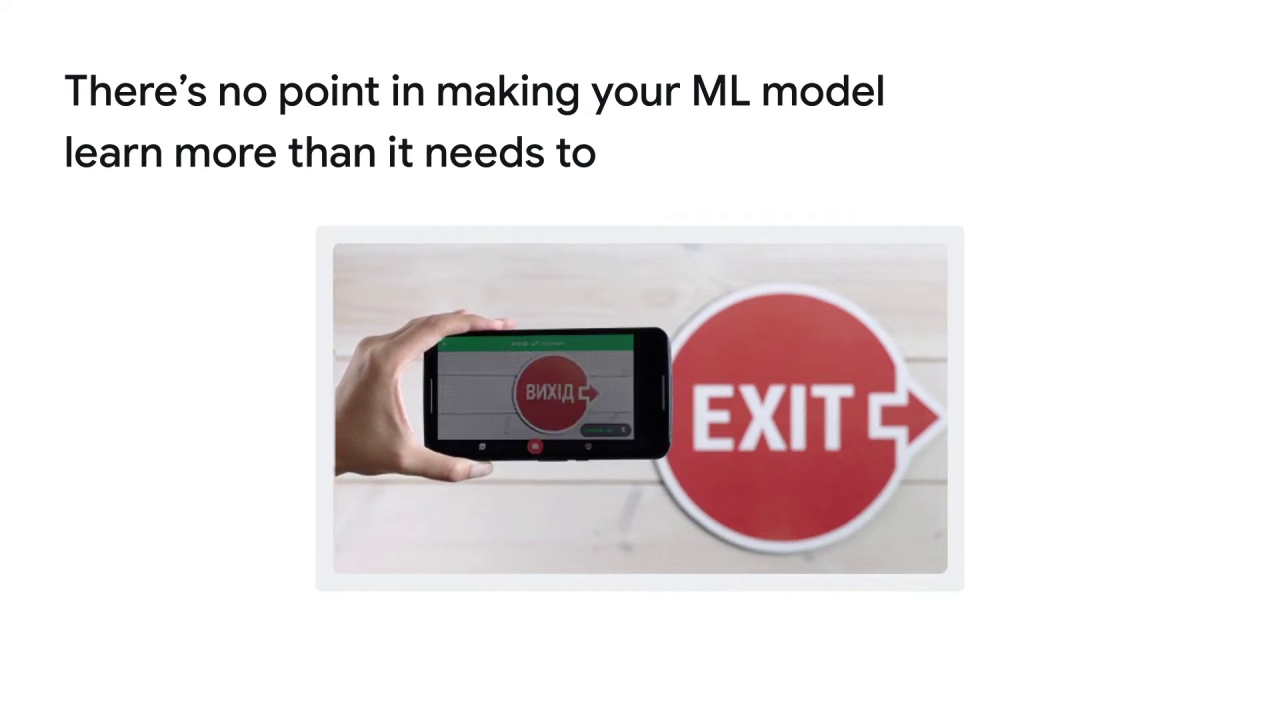 There’s no point in making your ML model
learn more than it needs to
ВИХІД
EXIT